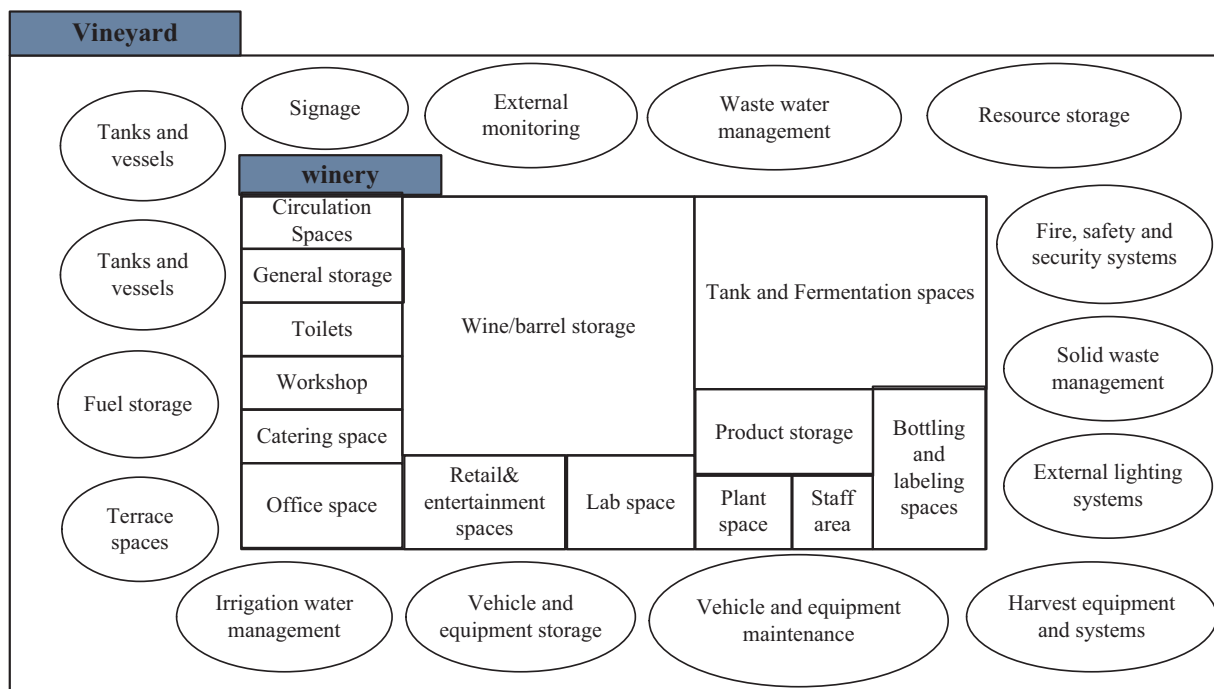 Vineyard
Signage
External
monitoring
Waste water
management
Resource storage
Tanks and
vessels
winery
Circulation
Spaces
General storage
Toilets
Workshop
Catering space
Office space
Wine/barrel storage
Retail&
entertainment
spaces
Lab space
Tank and Fermentation spaces
Product storage
Plant
space
Staff
area
Bottling
and
labeling
spaces
Tanks and
vessels
Fuel storage
Terrace
spaces
Fire, safety and
security systems
Solid waste
management
External lighting
systems
Irrigation water
management
Vehicle and
equipment storage
Vehicle and equipment
maintenance
Harvest equipment
and systems